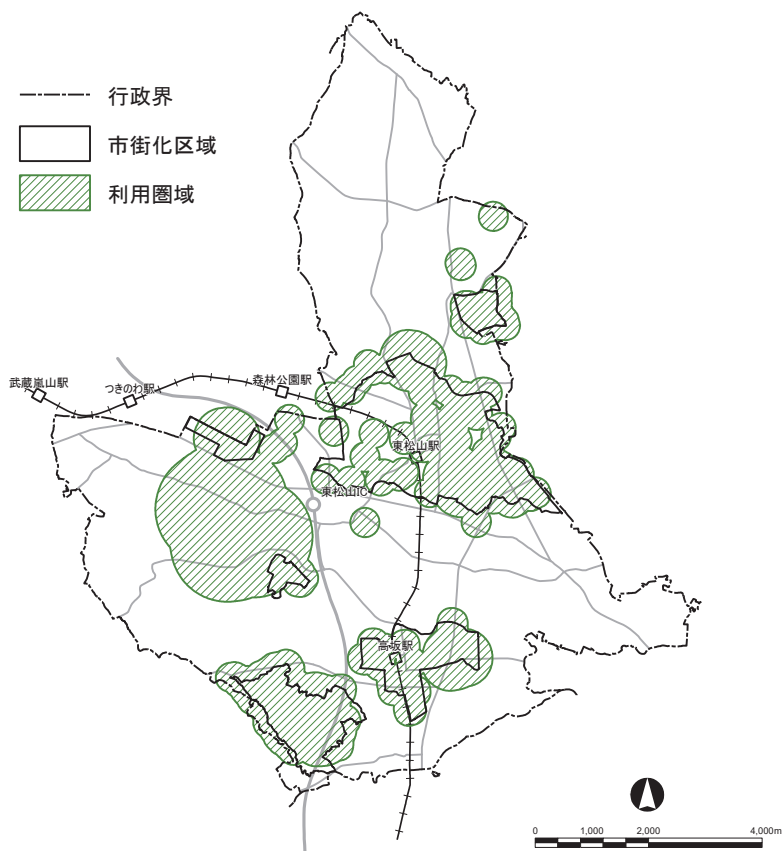 行政界
市街化区域
利用圏域
武蔵嵐山駅
つきのわ駅
森林公園駅
東松山駅
東松山IC
高坂駅
0 1,000 2,000 4,000m